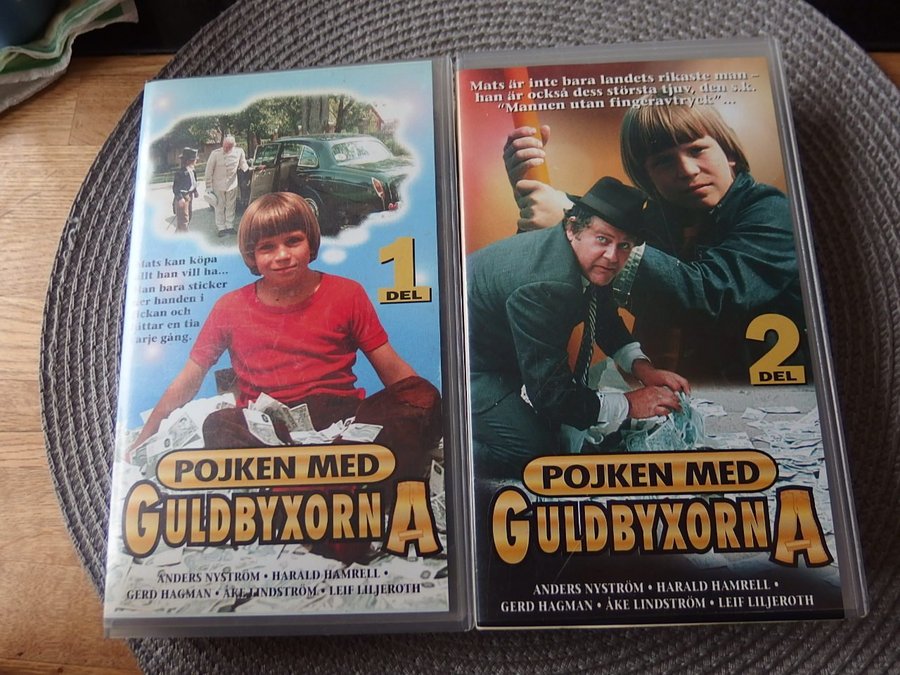 Mats kan köpa
allt han vill ha...
Han bara sticker
ner handen i
fickan och
hittar en tia
varje gång.
1
DEL
POJKEN MED
GULDBYXORNA
ANDERS NYSTRÖM • HARALD HAMRELL •
GERD HAGMAN • ÅKE LINDSTRÖM • LEIF LILJEROTH
Mats är inte bara landets rikaste man –
han är också dess största tjuv, den s.k.
"Mannen utan fingeravtryck"...
2
DEL
POJKEN MED
GULDBYXORNA
ANDERS NYSTRÖM • HARALD HAMRELL •
GERD HAGMAN • ÅKE LINDSTRÖM • LEIF LILJEROTH